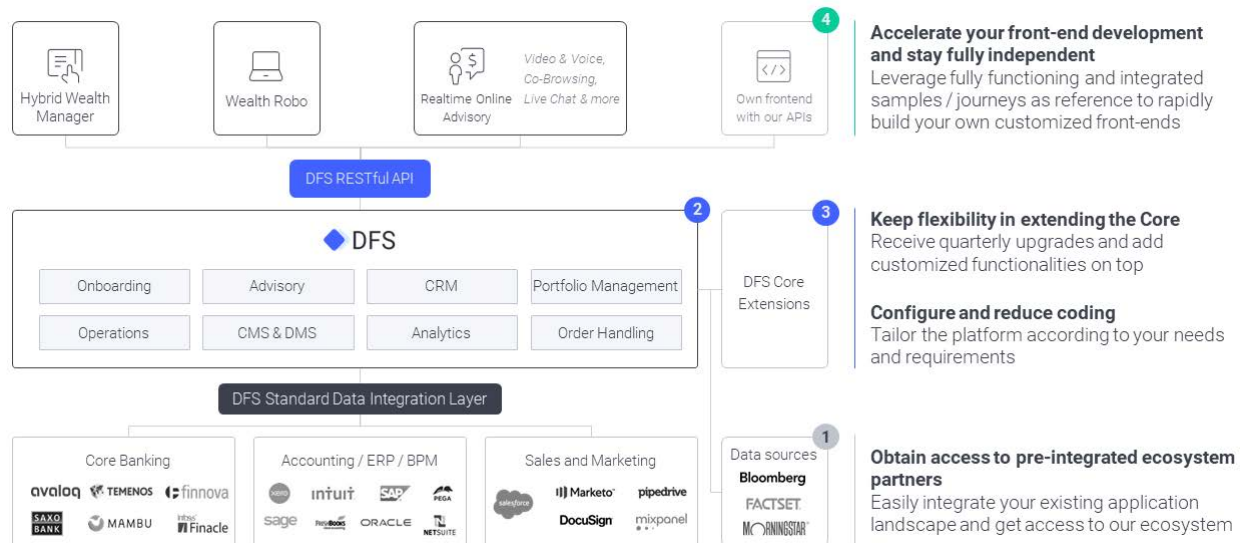 4
Hybrid Wealth
Manager
Wealth Robo
Realtime Online
Advisory
Video & Voice,
Co-Browsing,
Live Chat & more
Own frontend
with our APIs
Accelerate your front-end development
and stay fully independent
Leverage fully functioning and integrated
samples / journeys as reference to rapidly
build your own customized front-ends
DFS RESTful API
2
DFS
Onboarding
Advisory
CRM
Portfolio Management
Operations
CMS & DMS
Analytics
Order Handling
3
DFS Core
Extensions
Keep flexibility in extending the Core
Receive quarterly upgrades and add
customized functionalities on top
Configure and reduce coding
Tailor the platform according to your needs
and requirements
DFS Standard Data Integration Layer
Core Banking
avaloq
TEMENOS
finnova
SAXO
BANK
MAMBU
Infosys
Finacle
Accounting / ERP / BPM
xero
intuit
SAP
PEGA
sage
FreshBooks
ORACLE
N
NETSUITE
Sales and Marketing
salesforce
Marketo
pipedrive
DocuSign
mixpanel
1
Data sources
Bloomberg
FACTSET
MORNINGSTAR
Obtain access to pre-integrated ecosystem
partners
Easily integrate your existing application
landscape and get access to our ecosystem